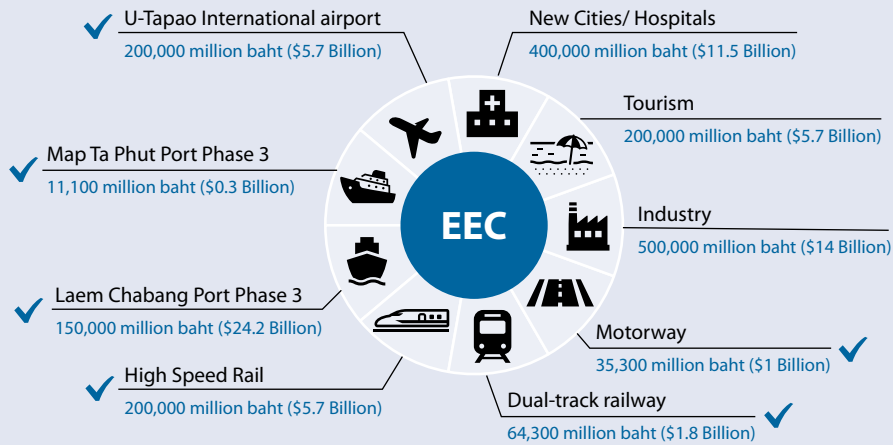 U-Tapao International airport
200,000 million baht ($5.7 Billion)
New Cities/ Hospitals
400,000 million baht ($11.5 Billion)
Tourism
200,000 million baht ($5.7 Billion)
Map Ta Phut Port Phase 3
11,100 million baht ($0.3 Billion)
EEC
Industry
500,000 million baht ($14 Billion)
Laem Chabang Port Phase 3
150,000 million baht ($24.2 Billion)
Motorway
35,300 million baht ($1 Billion)
High Speed Rail
200,000 million baht ($5.7 Billion)
Dual-track railway
64,300 million baht ($1.8 Billion)